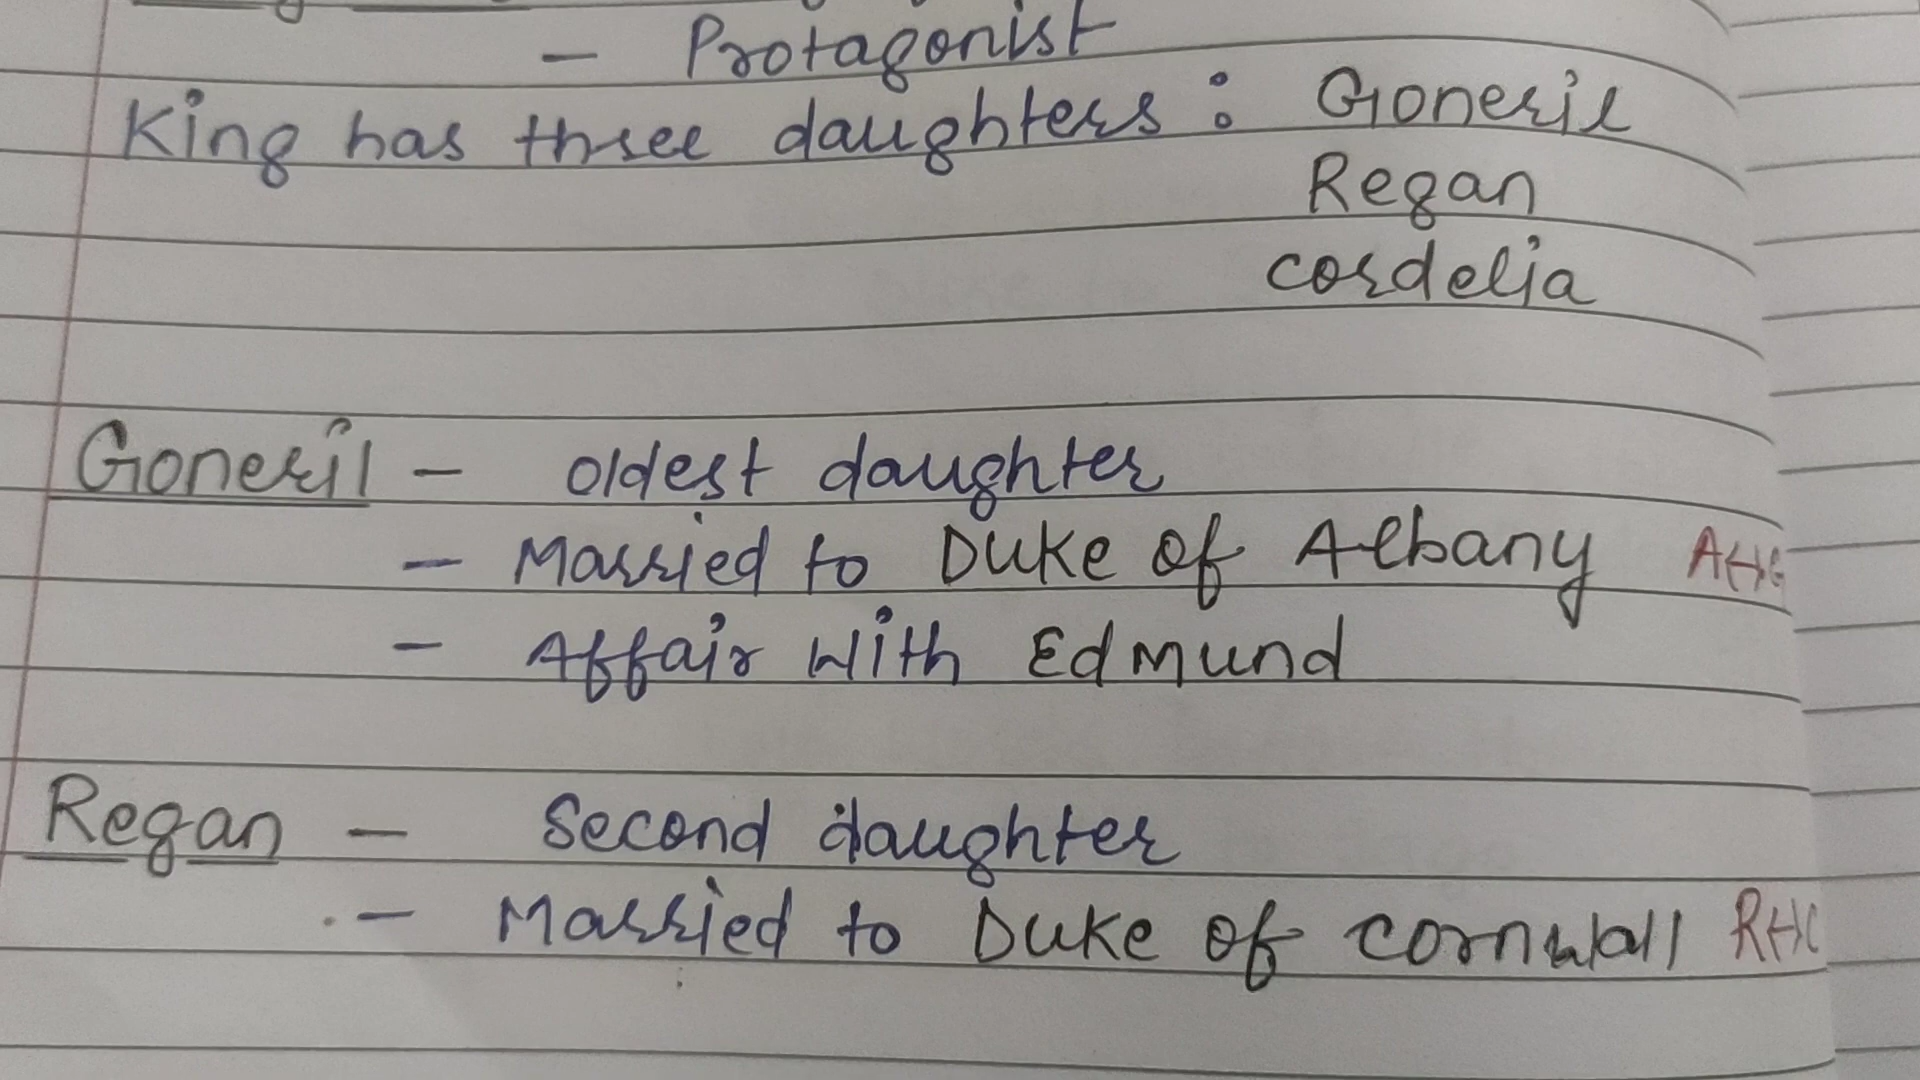 - Protagonist
King has three daughters : Goneril
Regan
cordelia
Goneril - oldest daughter
- Married to Duke of Albany A↔G
- Affair with Edmund
Regan - Second daughter
- Married to Duke of cornwall R↔C